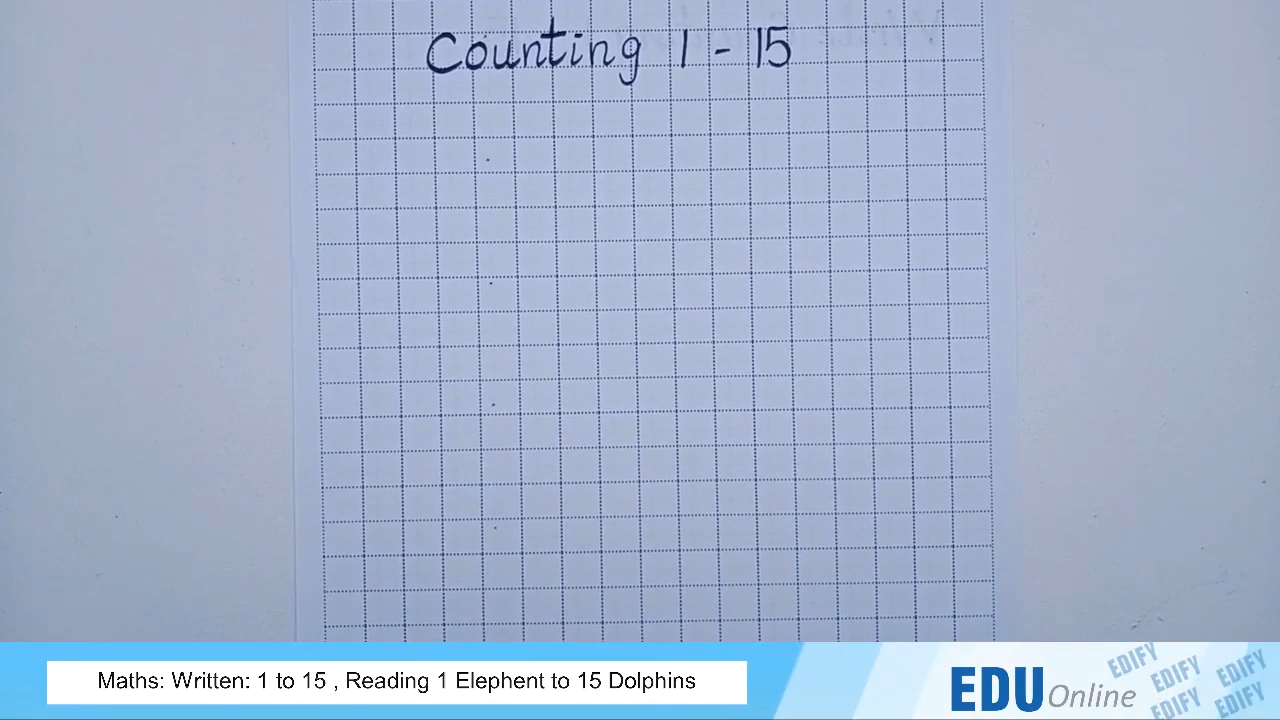 Counting 1 - 15
Maths: Written: 1 to 15 , Reading 1 Elephent to 15 Dolphins
EDU Online
EDIFY EDIFY EDIFY
EDIFY EDIFY EDIFY